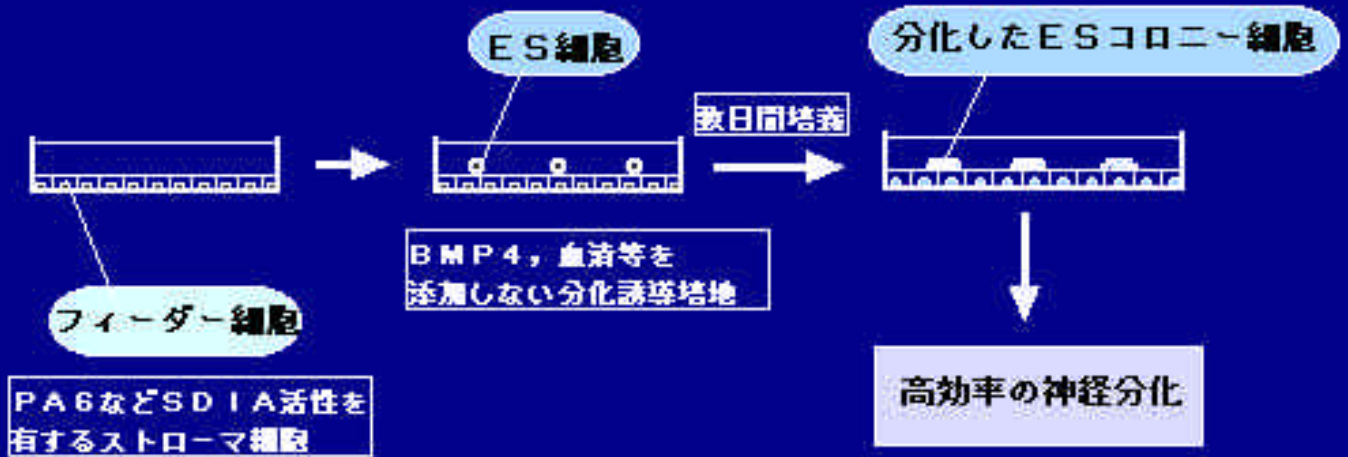 ES細胞
分化したESコロニー細胞
数日間培養
BMP4,血清等を
添加しない分化誘導培地
フィーダー細胞
PA6などSDIA活性を
有するストローマ細胞
高効率の神経分化